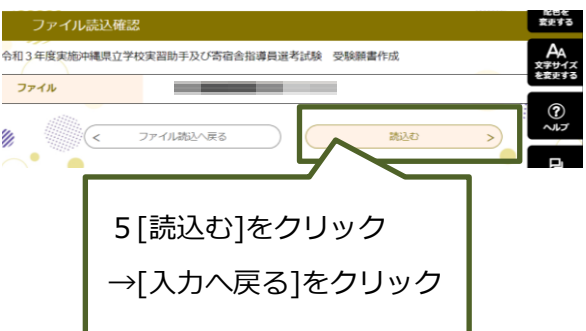 ファイル読込確認
配色を
変更する
令和３年度実施沖縄県立学校実習助手及び寄宿舎指導員選考試験　受験願書作成
AA
文字サイズ
を変更する
ファイル
?
ヘルプ
< ファイル読込へ戻る
読込む >
５[読込む]をクリック
→[入力へ戻る]をクリック